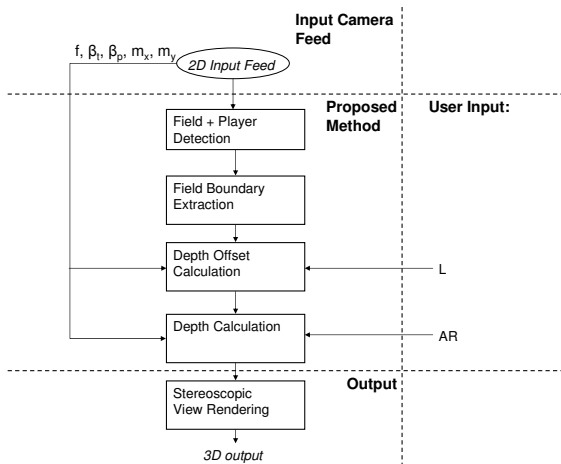 Input Camera
Feed
f, βt, βp, mx, my
2D Input Feed
Proposed
Method
User Input:
Field + Player
Detection
Field Boundary
Extraction
Depth Offset
Calculation
L
Depth Calculation
AR
Output
Stereoscopic
View Rendering
3D output